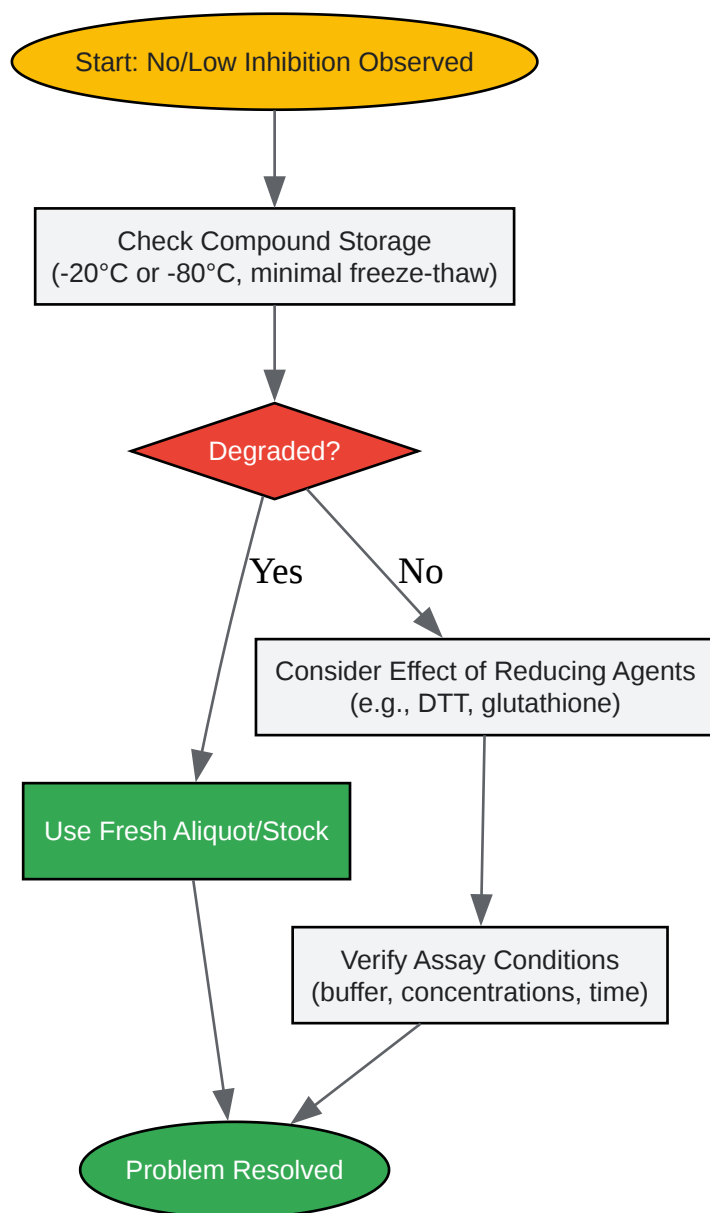 Start: No/Low Inhibition Observed
Check Compound Storage
(-20°C or -80°C, minimal freeze-thaw)
Degraded?
Yes
No
Consider Effect of Reducing Agents
(e.g., DTT, glutathione)
Use Fresh Aliquot/Stock
Verify Assay Conditions
(buffer, concentrations, time)
Problem Resolved